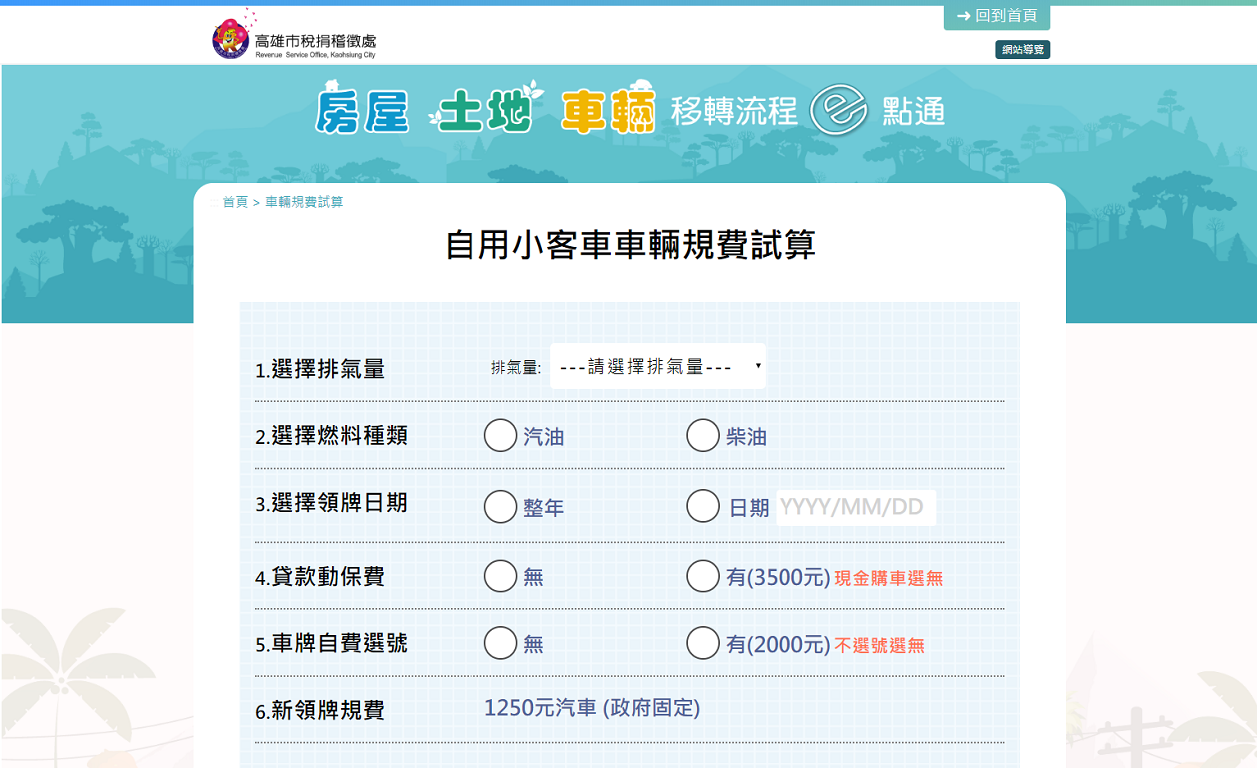 ➜ 回到首頁
高雄市稅捐稽徵處
Revenue Service Office, Kaohsiung City
網站導覽
房屋 土地 車輛 移轉流程 e 點通
首頁 > 車輛規費試算
自用小客車車輛規費試算
1.選擇排氣量 排氣量: ---請選擇排氣量---
2.選擇燃料種類 汽油 柴油
3.選擇領牌日期 整年 日期 YYYY/MM/DD
4.貸款動保費 無 有(3500元) 現金購車選無
5.車牌自費選號 無 有(2000元) 不選號選無
6.新領牌規費 1250元汽車 (政府固定)